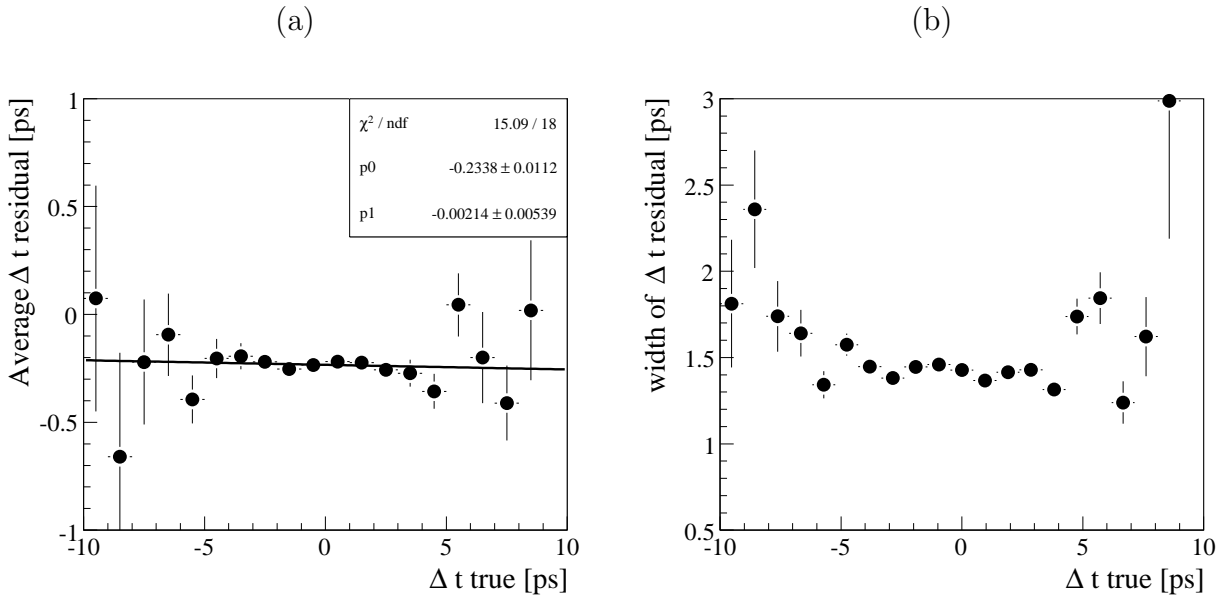 (a)
(b)
Average Δ t residual [ps]
1
0.5
0
-0.5
-1
χ² / ndf 15.09 / 18
p0 -0.2338 ± 0.0112
p1 -0.00214 ± 0.00539
-10 -5 0 5 10
Δ t true [ps]
width of Δ t residual [ps]
3
2.5
2
1.5
1
0.5
-10 -5 0 5 10
Δ t true [ps]